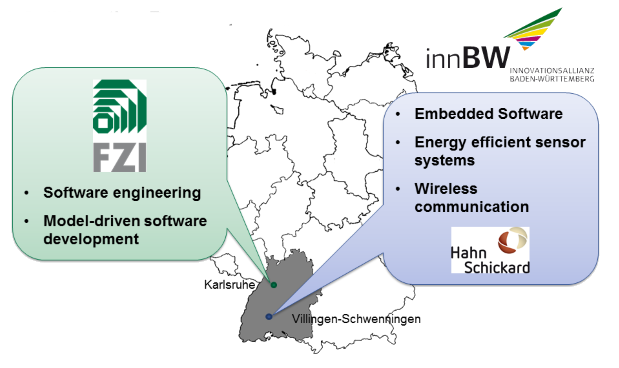 innBW
INNOVATIONSALLIANZ
BADEN-WÜRTTEMBERG
FZI
• Software engineering
• Model-driven software
development
• Embedded Software
• Energy efficient sensor
systems
• Wireless
communication
Hahn
Schickard
Karlsruhe
Villingen-Schwenningen